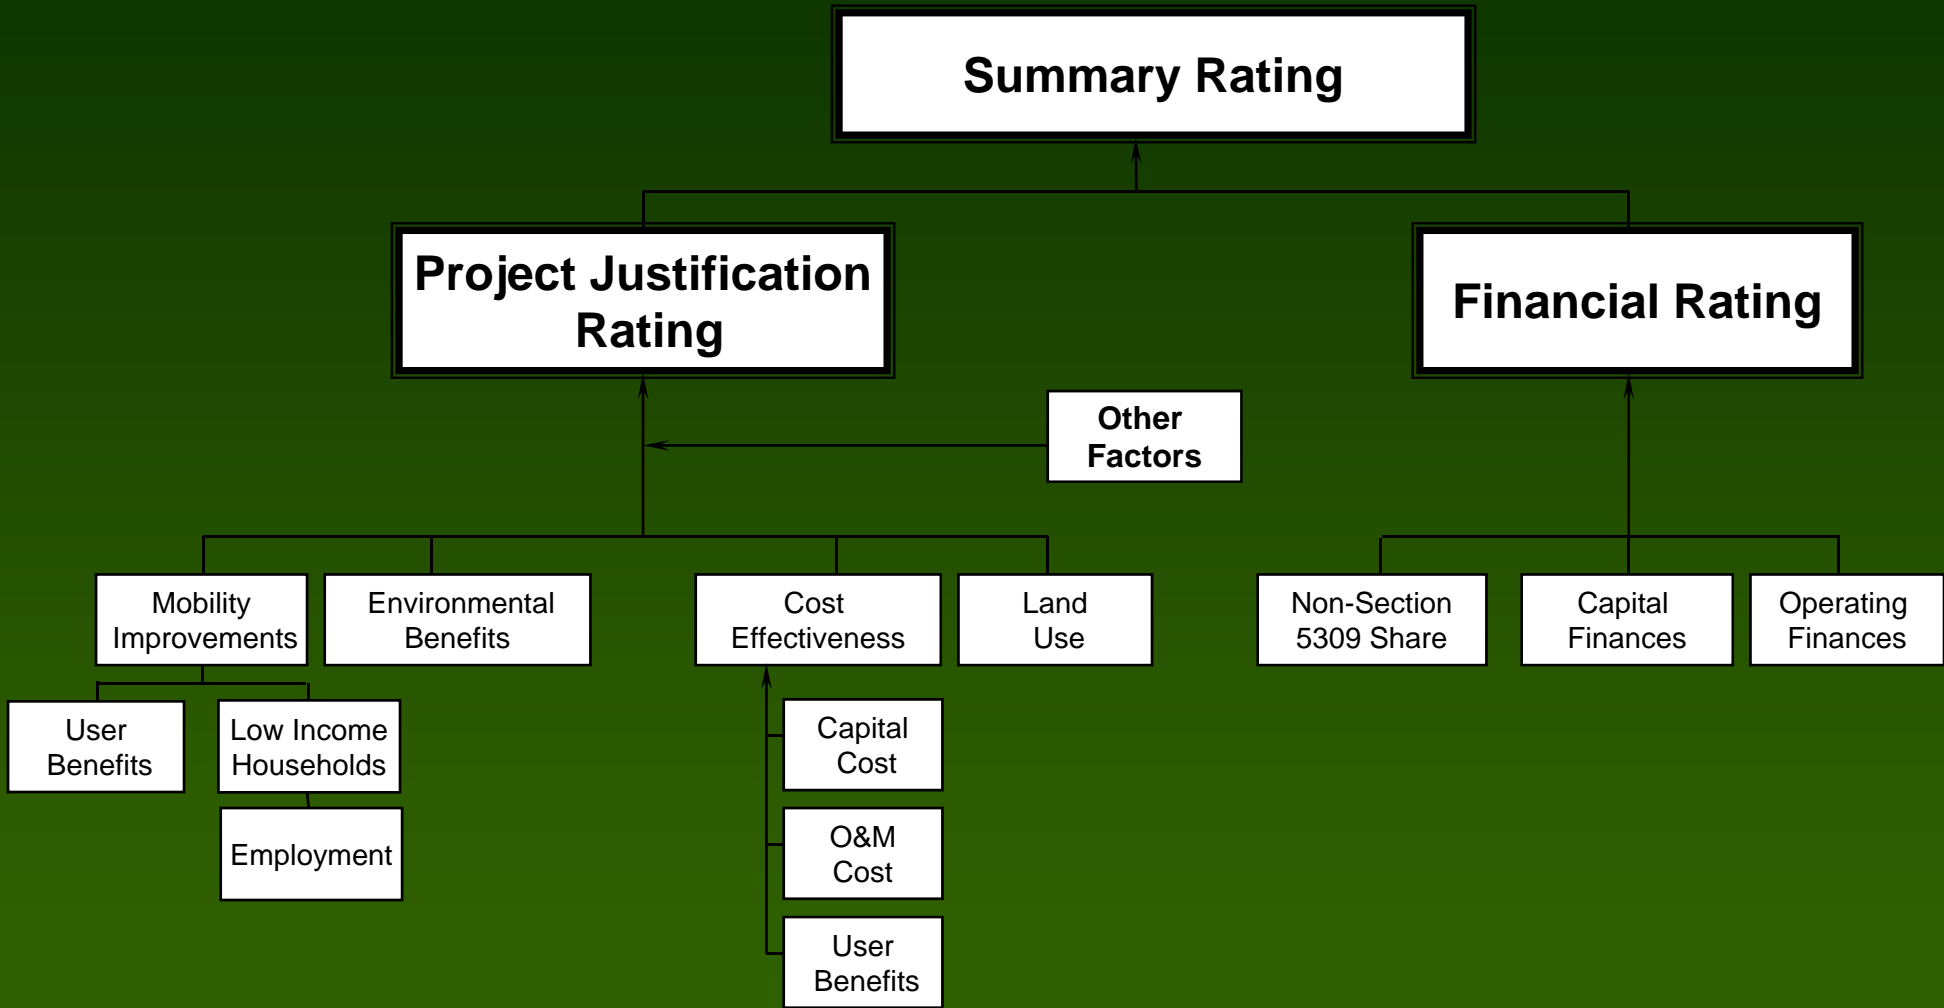 Summary Rating
Project Justification
Rating
Financial Rating
Other
Factors
Mobility
Improvements
Environmental
Benefits
Cost
Effectiveness
Land
Use
Non-Section
5309 Share
Capital
Finances
Operating
Finances
User
Benefits
Low Income
Households
Employment
Capital
Cost
O&M
Cost
User
Benefits